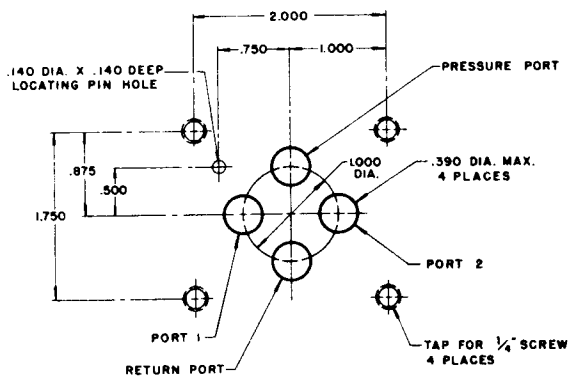 2.000
.750
1.000
.140 DIA. X .140 DEEP
LOCATING PIN HOLE
PRESSURE PORT
.875
.500
1.000
DIA.
.390 DIA. MAX.
4 PLACES
1.750
PORT 2
PORT 1
RETURN PORT
TAP FOR 1/4" SCREW
4 PLACES